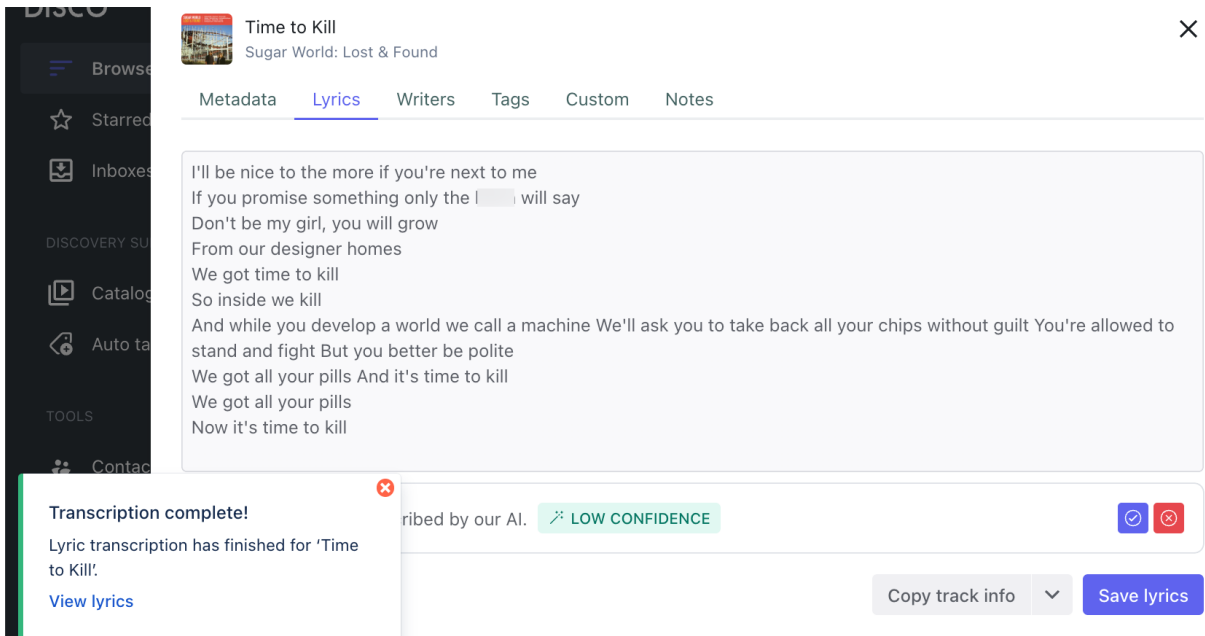 DISCO
Time to Kill
Sugar World: Lost & Found
Browse
Starred
Inboxes
DISCOVERY SU
Catalog
Auto ta
TOOLS
Contac
Metadata Lyrics Writers Tags Custom Notes
I'll be nice to the more if you're next to me
If you promise something only the will say
Don't be my girl, you will grow
From our designer homes
We got time to kill
So inside we kill
And while you develop a world we call a machine We'll ask you to take back all your chips without guilt You're allowed to
stand and fight But you better be polite
We got all your pills And it's time to kill
We got all your pills
Now it's time to kill
ribed by our AI. LOW CONFIDENCE
Transcription complete!
Lyric transcription has finished for ‘Time
to Kill’.
View lyrics
Copy track info
Save lyrics